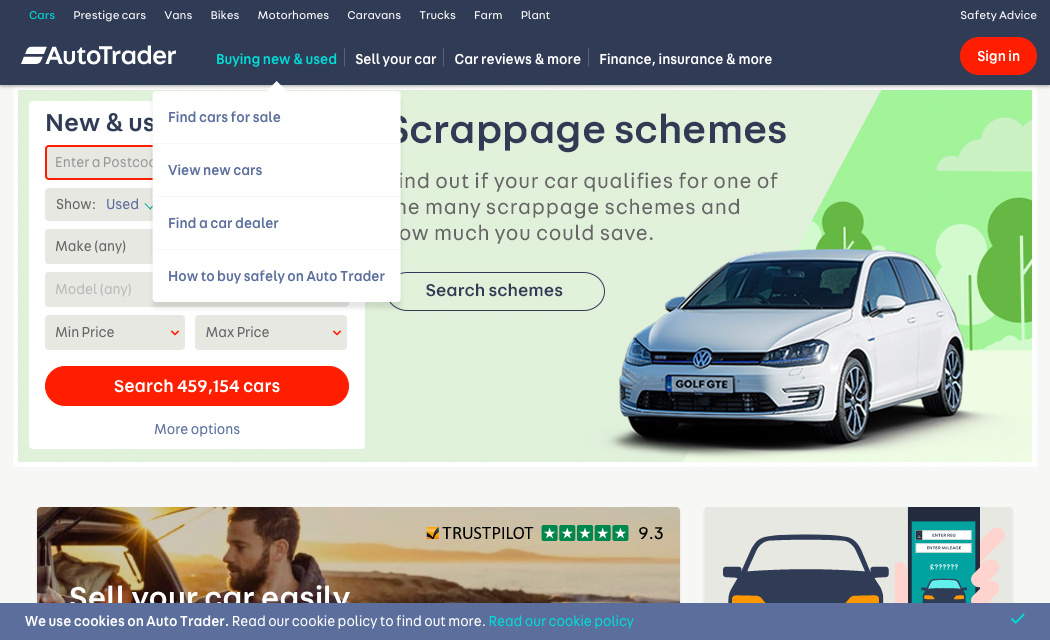 Cars Prestige cars Vans Bikes Motorhomes Caravans Trucks Farm Plant Safety Advice
AutoTrader Buying new & used Sell your car Car reviews & more Finance, insurance & more Sign in
Find cars for sale
View new cars
Find a car dealer
How to buy safely on Auto Trader
New & us
Enter a Postcod
Show: Used
Make (any)
Model (any)
Min Price Max Price
Search 459,154 cars
More options
Scrappage schemes
ind out if your car qualifies for one of
he many scrappage schemes and
ow much you could save.
Search schemes
GOLF GTE
TRUSTPILOT 9.3
Sell your car easily
ENTER REG
ENTER MILEAGE
£??????
We use cookies on Auto Trader. Read our cookie policy to find out more. Read our cookie policy